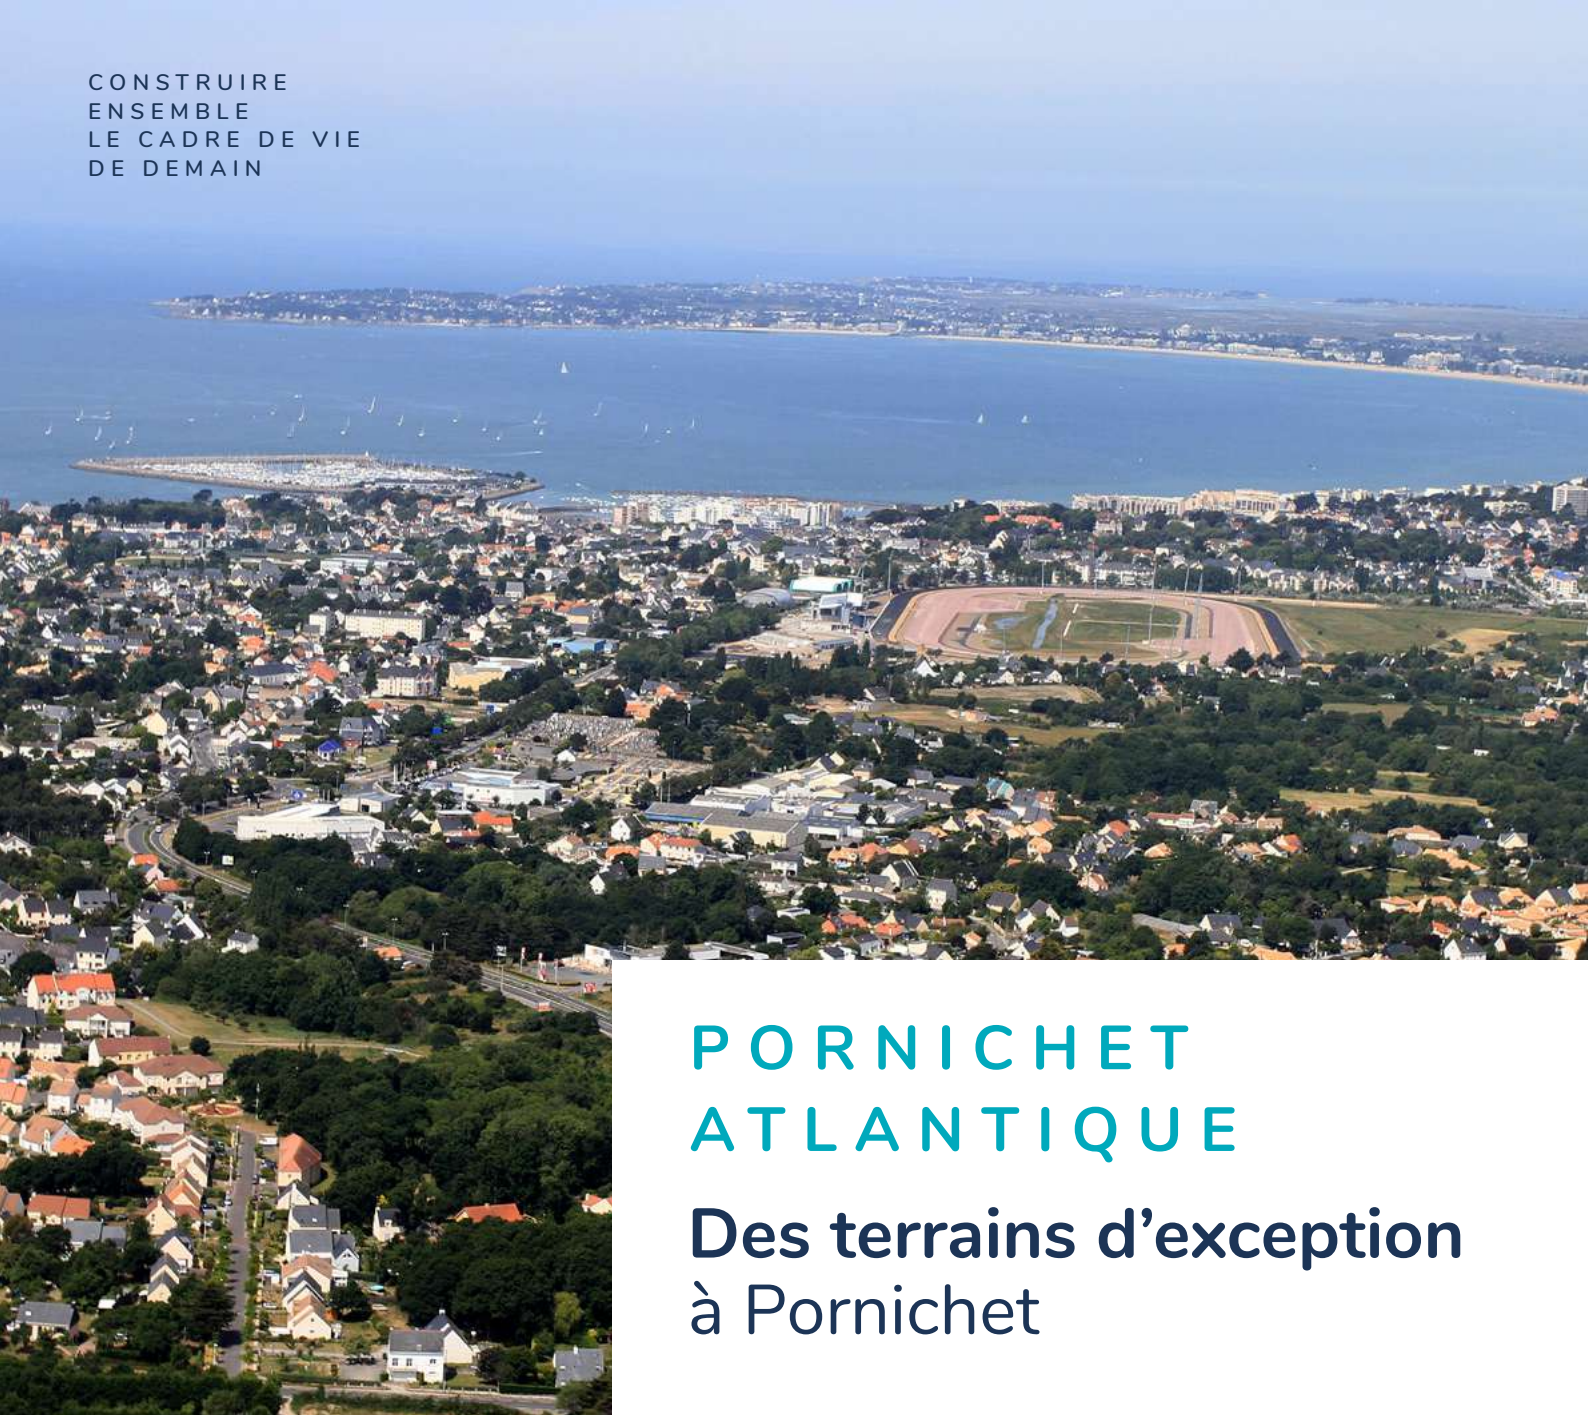 CONSTRUIRE
ENSEMBLE
LE CADRE DE VIE
DE DEMAIN
PORNICHET
ATLANTIQUE
Des terrains d’exception
à Pornichet